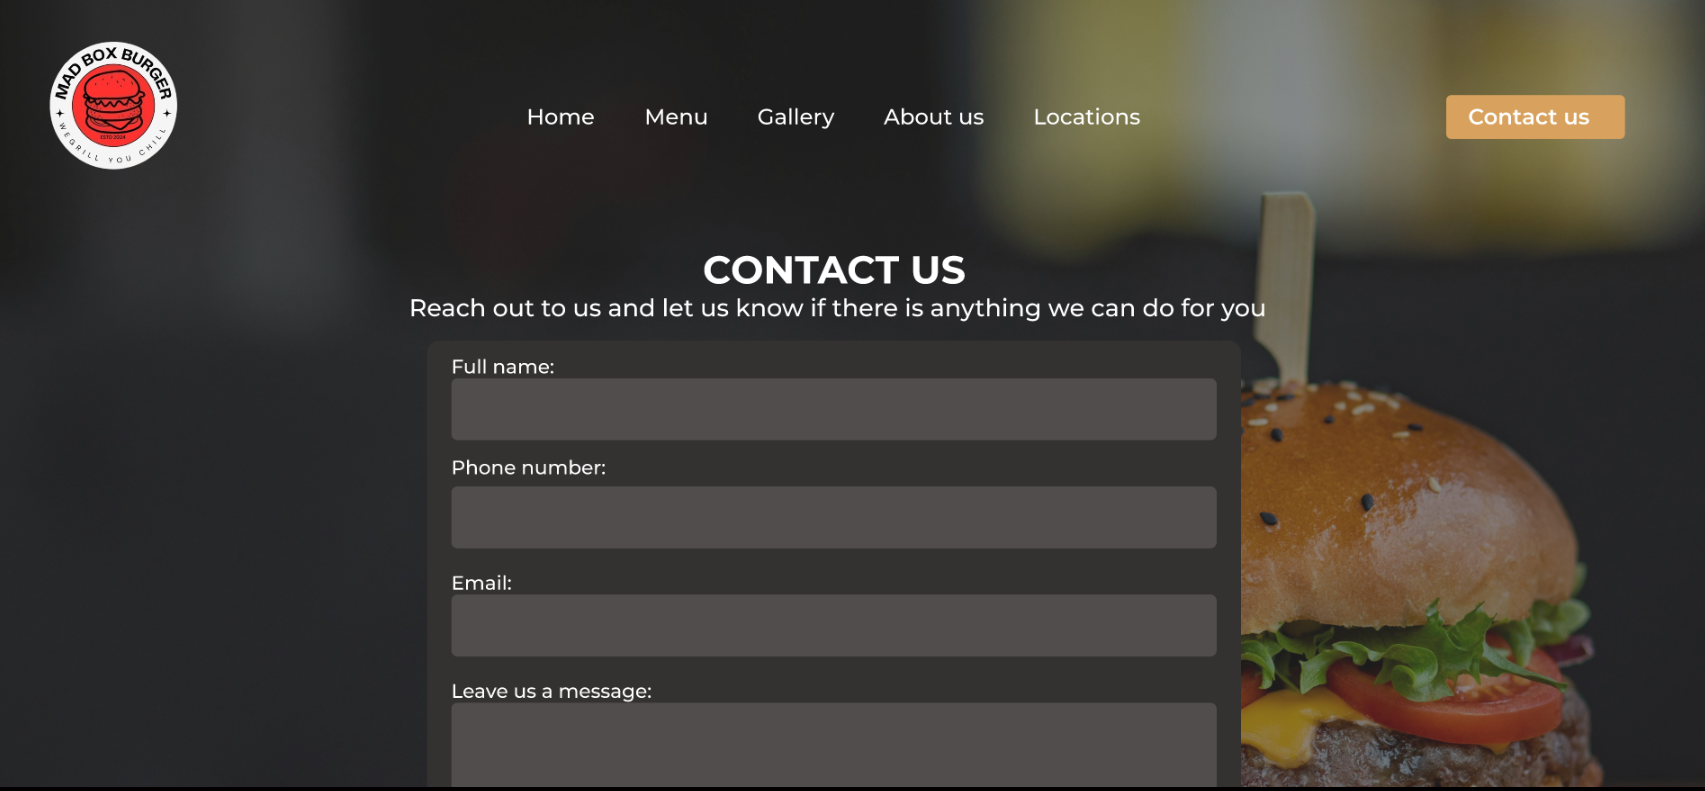 MAD BOX BURGER
WEGRILL YOU CHILL
Home
Menu
Gallery
About us
Locations
Contact us
CONTACT US
Reach out to us and let us know if there is anything we can do for you
Full name:
Phone number:
Email:
Leave us a message: